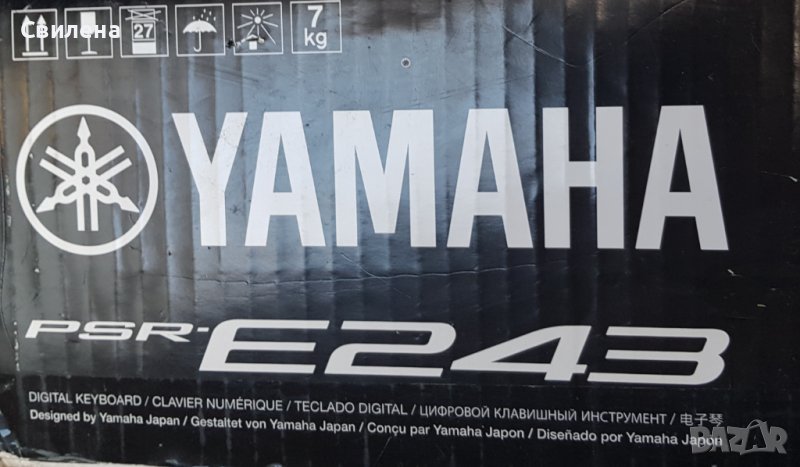 Свилена
27
7
kg
YAMAHA
PSR-E243
DIGITAL KEYBOARD / CLAVIER NUMÉRIQUE / TECLADO DIGITAL / ЦИФРОВОЙ КЛАВИШНЫЙ ИНСТРУМЕНТ / 电子琴
Designed by Yamaha Japan / Gestaltet von Yamaha Japan / Conçu par Yamaha Japon / Diseñado por Yamaha Japon
BAZAR